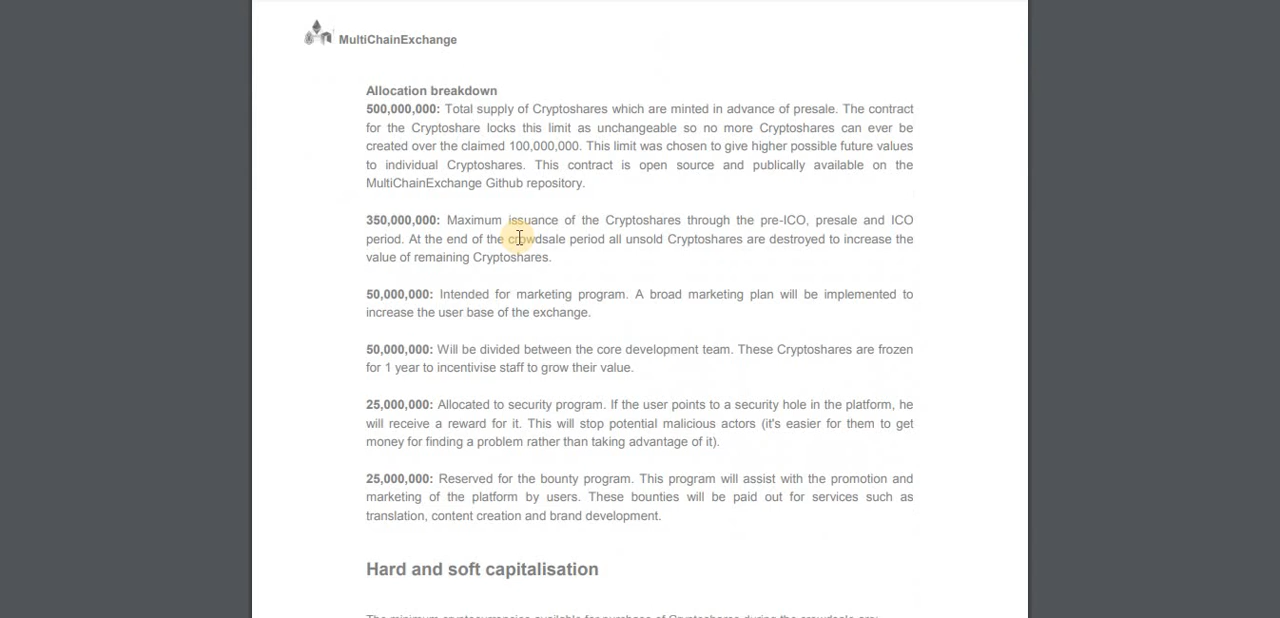 MultiChainExchange
Allocation breakdown
500,000,000: Total supply of Cryptoshares which are minted in advance of presale. The contract
for the Cryptoshare locks this limit as unchangeable so no more Cryptoshares can ever be
created over the claimed 100,000,000. This limit was chosen to give higher possible future values
to individual Cryptoshares. This contract is open source and publically available on the
MultiChainExchange Github repository.
350,000,000: Maximum issuance of the Cryptoshares through the pre-ICO, presale and ICO
period. At the end of the crowdsale period all unsold Cryptoshares are destroyed to increase the
value of remaining Cryptoshares.
50,000,000: Intended for marketing program. A broad marketing plan will be implemented to
increase the user base of the exchange.
50,000,000: Will be divided between the core development team. These Cryptoshares are frozen
for 1 year to incentivise staff to grow their value.
25,000,000: Allocated to security program. If the user points to a security hole in the platform, he
will receive a reward for it. This will stop potential malicious actors (it's easier for them to get
money for finding a problem rather than taking advantage of it).
25,000,000: Reserved for the bounty program. This program will assist with the promotion and
marketing of the platform by users. These bounties will be paid out for services such as
translation, content creation and brand development.
Hard and soft capitalisation
The minimum cryptocurrencies available for purchase of Cryptoshares during the crowdsale are: